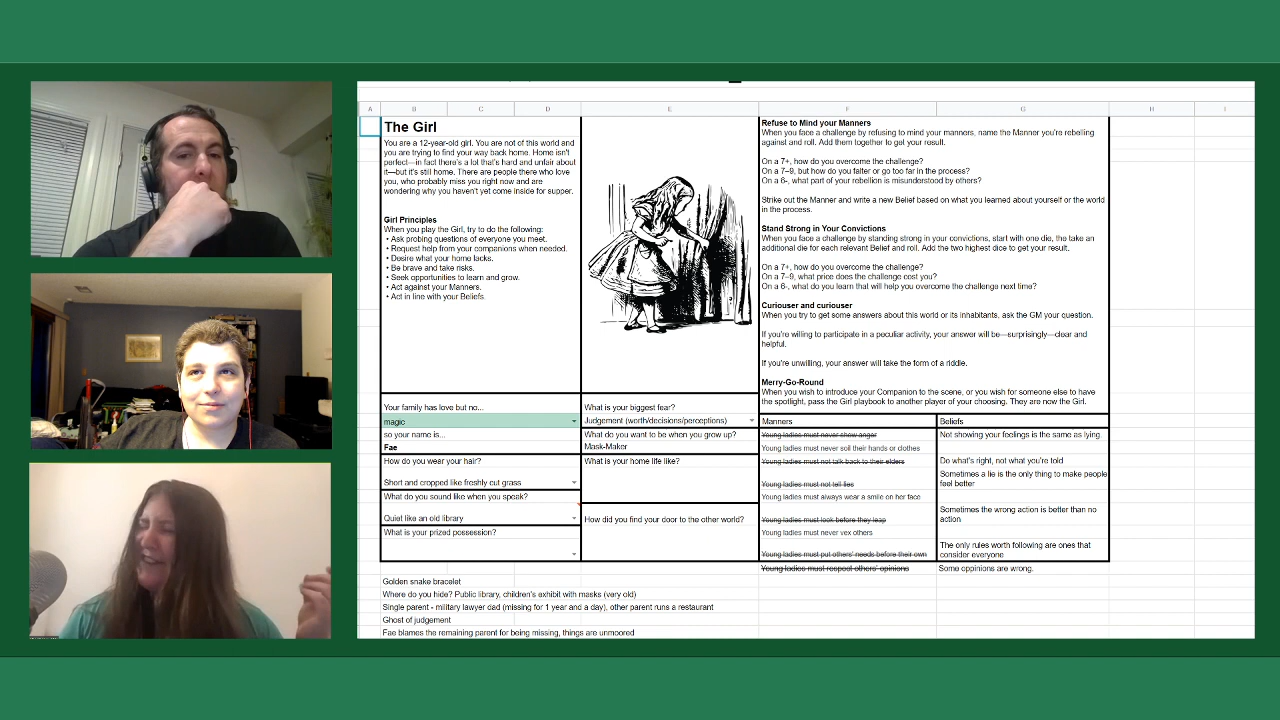 A B C D E F G H I
The Girl
You are a 12-year-old girl. You are not of this world and
you are trying to find your way back home. Home isn't
perfect—in fact there's a lot that's hard and unfair about
it—but it's still home. There are people there who love
you, who probably miss you right now and are
wondering why you haven't yet come inside for supper.
Girl Principles
When you play the Girl, try to do the following:
• Ask probing questions of everyone you meet.
• Request help from your companions when needed.
• Desire what your home lacks.
• Be brave and take risks.
• Seek opportunities to learn and grow.
• Act against your Manners.
• Act in line with your Beliefs.
Refuse to Mind your Manners
When you face a challenge by refusing to mind your manners, name the Manner you're rebelling
against and roll. Add them together to get your result.
On a 7+, how do you overcome the challenge?
On a 7–9, but how do you falter or go too far in the process?
On a 6-, what part of your rebellion is misunderstood by others?
Strike out the Manner and write a new Belief based on what you learned about yourself or the world
in the process.
Stand Strong in Your Convictions
When you face a challenge by standing strong in your convictions, start with one die, the take an
additional die for each relevant Belief and roll. Add the two highest dice to get your result.
On a 7+, how do you overcome the challenge?
On a 7–9, what price does the challenge cost you?
On a 6-, what do you learn that will help you overcome the challenge next time?
Curiouser and curiouser
When you try to get some answers about this world or its inhabitants, ask the GM your question.
If you're willing to participate in a peculiar activity, your answer will be—surprisingly—clear and
helpful.
If you're unwilling, your answer will take the form of a riddle.
Merry-Go-Round
When you wish to introduce your Companion to the scene, or you wish for someone else to have
the spotlight, pass the Girl playbook to another player of your choosing. They are now the Girl.
Your family has love but no...
magic
so your name is...
Fae
How do you wear your hair?
Short and cropped like freshly cut grass
What do you sound like when you speak?
Quiet like an old library
What is your prized possession?
What is your biggest fear?
Judgement (worth/decisions/perceptions)
What do you want to be when you grow up?
Mask-Maker
What is your home life like?
How did you find your door to the other world?
Manners
Young ladies must never show anger
Young ladies must never soil their hands or clothes
Young ladies must not talk back to their elders
Young ladies must not tell lies
Young ladies must always wear a smile on her face
Young ladies must look before they leap
Young ladies must never vex others
Young ladies must put others' needs before their own
Young ladies must respect others' opinions
Beliefs
Not showing your feelings is the same as lying.
Do what's right, not what you're told
Sometimes a lie is the only thing to make people
feel better
Sometimes the wrong action is better than no
action
The only rules worth following are ones that
consider everyone
Some oppinions are wrong.
Golden snake bracelet
Where do you hide? Public library, children's exhibit with masks (very old)
Single parent - military lawyer dad (missing for 1 year and a day), other parent runs a restaurant
Ghost of judgement
Fae blames the remaining parent for being missing, things are unmoored